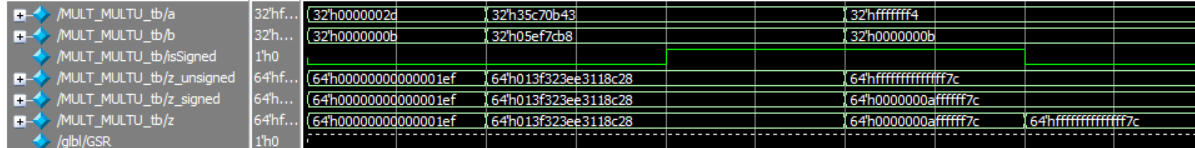 /MULT_MULTU_tb/a 32'hf... 32'h0000002d 32'h35c70b43 32'hfffffff4
/MULT_MULTU_tb/b 32'h... 32'h0000000b 32'h05ef7cb8 32'h0000000b
/MULT_MULTU_tb/isSigned 1'h0
/MULT_MULTU_tb/z_unsigned 64'hf... 64'h00000000000001ef 64'h013f323ee3118c28 64'hffffffffffffff7c
/MULT_MULTU_tb/z_signed 64'h... 64'h00000000000001ef 64'h013f323ee3118c28 64'h0000000affffff7c
/MULT_MULTU_tb/z 64'hf... 64'h00000000000001ef 64'h013f323ee3118c28 64'h0000000affffff7c 64'hffffffffffffff7c
/glbl/GSR 1'h0